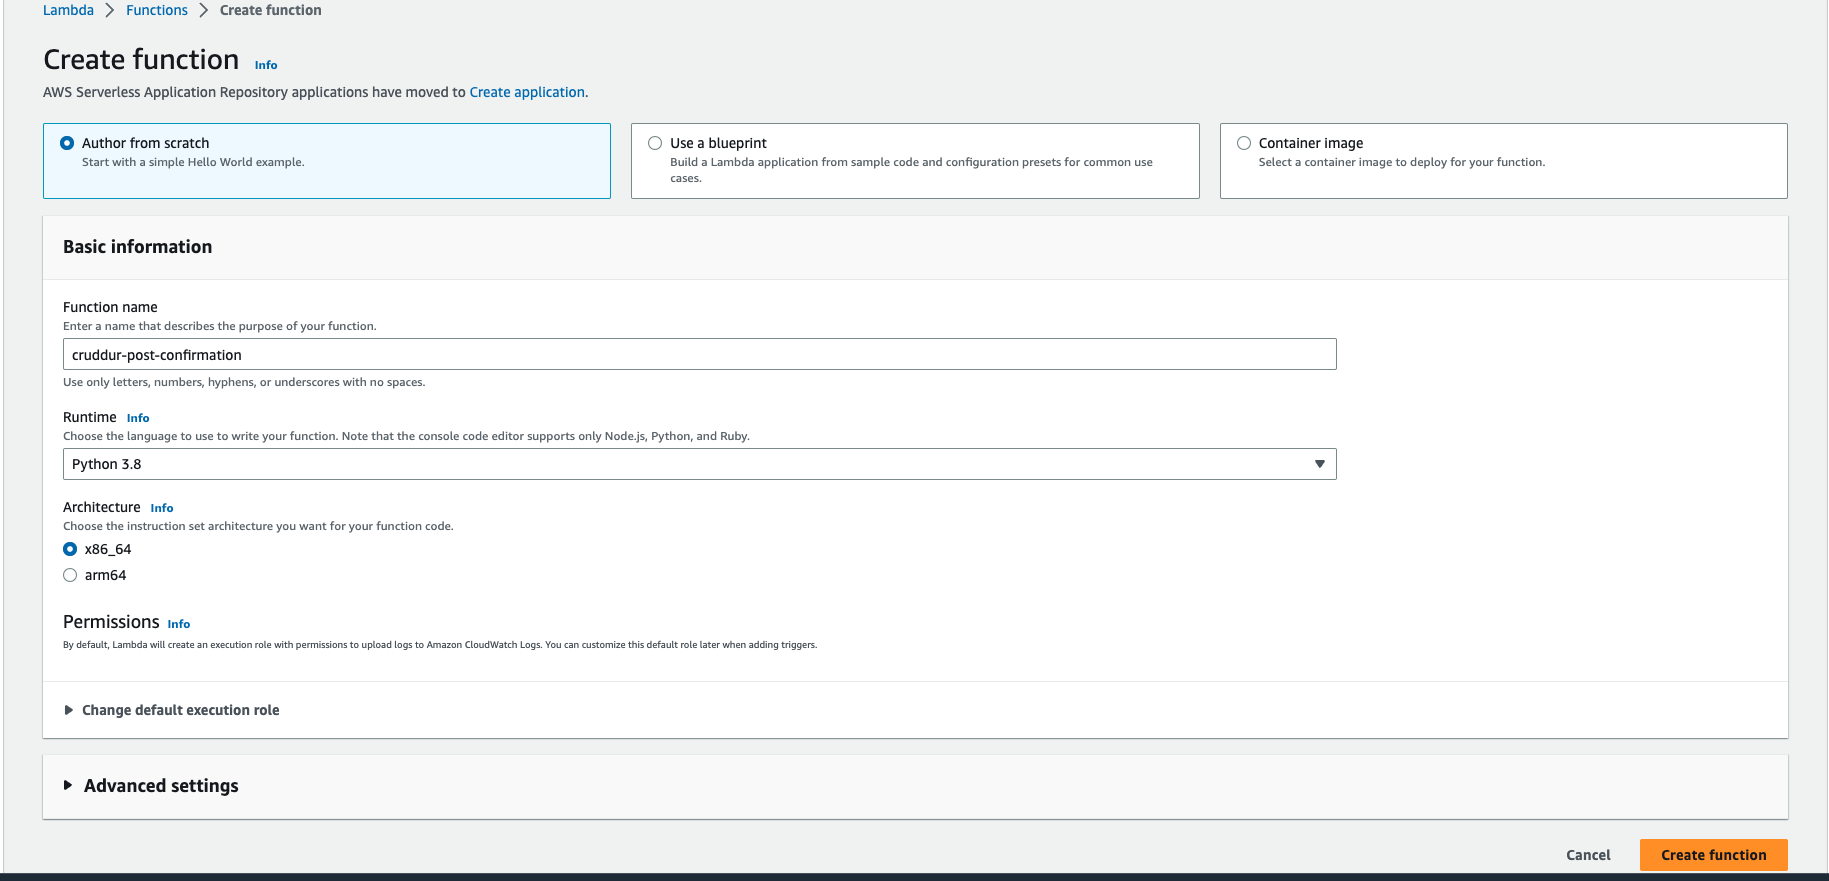 Lambda > Functions > Create function
Create function Info
AWS Serverless Application Repository applications have moved to Create application.
Author from scratch
Start with a simple Hello World example.
Use a blueprint
Build a Lambda application from sample code and configuration presets for common use
cases.
Container image
Select a container image to deploy for your function.
Basic information
Function name
Enter a name that describes the purpose of your function.
cruddur-post-confirmation
Use only letters, numbers, hyphens, or underscores with no spaces.
Runtime Info
Choose the language to use to write your function. Note that the console code editor supports only Node.js, Python, and Ruby.
Python 3.8
Architecture Info
Choose the instruction set architecture you want for your function code.
x86_64
arm64
Permissions Info
By default, Lambda will create an execution role with permissions to upload logs to Amazon CloudWatch Logs. You can customize this default role later when adding triggers.
Change default execution role
Advanced settings
Cancel Create function